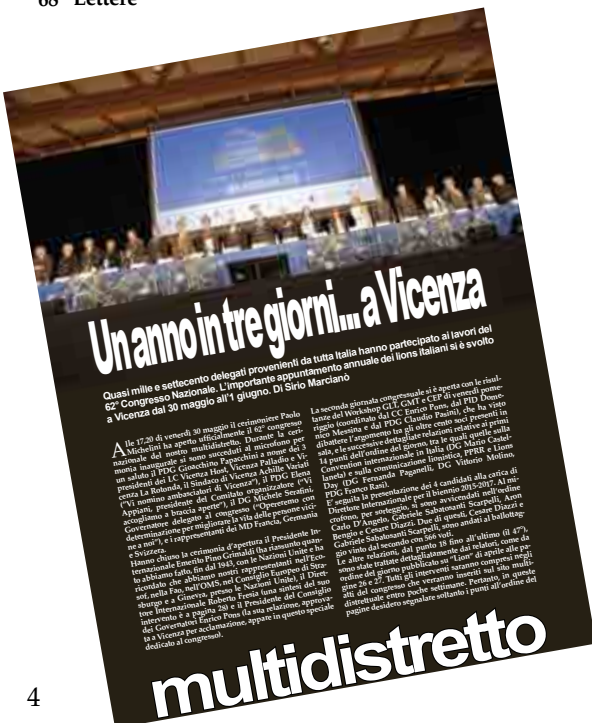 68 Lettere
Un anno in tre giorni... a Vicenza
Quasi mille e settecento delegati provenienti da tutta Italia hanno partecipato ai lavori del
62° Congresso Nazionale. L'importante appuntamento annuale dei lions italiani si è svolto
a Vicenza dal 30 maggio all'1 giugno. Di Sirio Marcianò
Alle 17,20 di venerdì 30 maggio il cerimoniere Paolo
Michelini ha aperto ufficialmente il 62° congresso
nazionale del nostro multidistretto. Durante la ceri-
monia inaugurale si sono succeduti al microfono per
un saluto il PDG Gioachino Papacchini a nome dei 3
presidenti dei LC Vicenza Host, Vicenza Palladio e Vi-
cenza La Rotonda, il Sindaco di Vicenza Achille Variati
("Vi nomino ambasciatori di Vicenza"), il PDG Elena
Appiani, presidente del Comitato organizzatore ("Vi
accogliamo a braccia aperte"), il DG Michele Serafini,
Governatore delegato al congresso ("Opereremo con
determinazione per migliorare la vita delle persone vici-
ne a noi"), e i rappresentanti dei MD Francia, Germania
e Svizzera.
Hanno chiuso la cerimonia d'apertura il Presidente In-
ternazionale Emerito Pino Grimaldi (ha riassunto quan-
to abbiamo fatto, fin dal 1945, con le Nazioni Unite e ha
ricordato che abbiamo nostri rappresentanti nell'Eco-
sof, nella Fao, nell'OMS, nel Consiglio Europeo di Stra-
sburgo e a Ginevra, presso le Nazioni Unite), il Diret-
tore Internazionale Roberto Fresia (una sintesi del suo
intervento è a pagina 28) e il Presidente del Consiglio
dei Governatori Enrico Pons (la sua relazione, approva-
ta a Vicenza per acclamazione, appare in questo speciale
dedicato al congresso).
La seconda giornata congressuale si è aperta con le risul-
tanze del Workshop GLT, GMT e CEP di venerdì pome-
riggio (coordinato dal CC Enrico Pons, dal PID Dome-
nico Messina e dal PDG Claudio Pasini), che ha visto
dibattere l'argomento tra gli oltre cento soci presenti in
sala, e le successive dettagliate relazioni relative ai primi
14 punti dell'ordine del giorno, tra le quali quelle sulla
Convention internazionale in Italia (DG Mario Castel-
laneta) e sulla comunicazione lionistica, PPRR e Lions
Day (DG Fernanda Paganelli, DG Vittorio Molino,
PDG Franco Rasi).
E' seguita la presentazione dei 4 candidati alla carica di
Direttore Internazionale per il biennio 2015-2017. Al mi-
crofono, per sorteggio, si sono avvicendati nell'ordine
Carlo D'Angelo, Gabriele Sabatosanti Scarpelli, Aron
Bengio e Cesare Diazzi. Due di questi, Cesare Diazzi e
Gabriele Sabatosanti Scarpelli, sono andati al ballottag-
gio vinto dal secondo con 566 voti.
Le altre relazioni, dal punto 15 fino all'ultimo (il 47°),
sono state trattate dettagliatamente dai relatori, come da
ordine del giorno pubblicato su "Lion" di aprile alle pa-
gine 26 e 27. Tutti gli interventi saranno compresi negli
atti del congresso che verranno inseriti sul sito multi-
distrettuale entro poche settimane. Pertanto, in queste
pagine desidero segnalare soltanto i punti all'ordine del
multidistretto
4